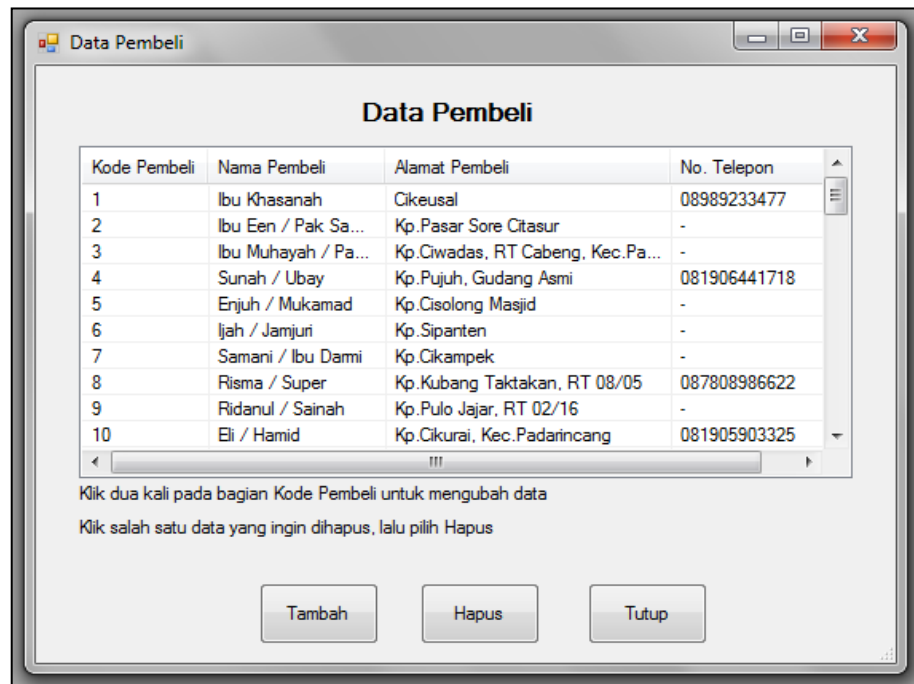 Data Pembeli
Data Pembeli
Kode Pembeli Nama Pembeli Alamat Pembeli No. Telepon
1 Ibu Khasanah Cikeusal 08989233477
2 Ibu Een / Pak Sa... Kp.Pasar Sore Citasur -
3 Ibu Muhayah / Pa... Kp.Ciwadas, RT Cabeng, Kec.Pa... -
4 Sunah / Ubay Kp.Pujuh, Gudang Asmi 081906441718
5 Enjuh / Mukamad Kp.Cisolong Masjid -
6 Ijah / Jamjuri Kp.Sipanten -
7 Samani / Ibu Darmi Kp.Cikampek -
8 Risma / Super Kp.Kubang Taktakan, RT 08/05 087808986622
9 Ridanul / Sainah Kp.Pulo Jajar, RT 02/16 -
10 Eli / Hamid Kp.Cikurai, Kec.Padarincang 081905903325
Klik dua kali pada bagian Kode Pembeli untuk mengubah data
Klik salah satu data yang ingin dihapus, lalu pilih Hapus
Tambah Hapus Tutup